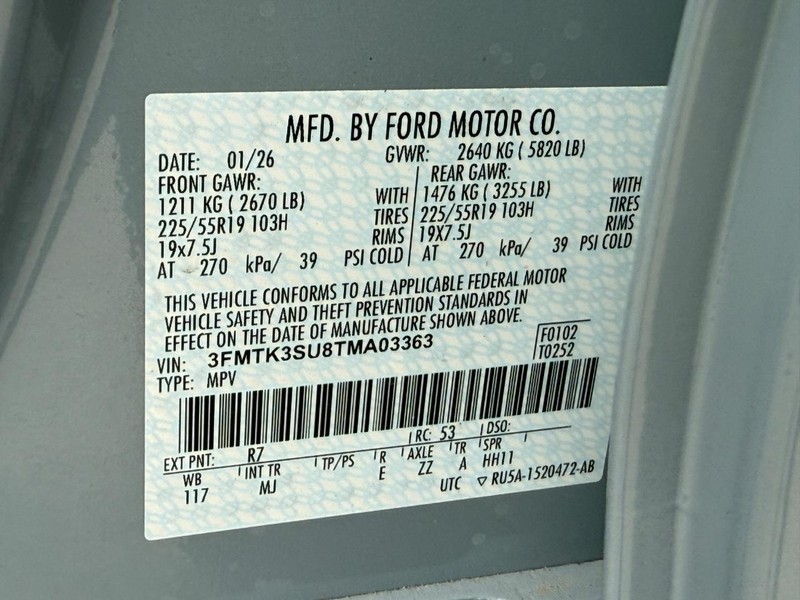 MFD. BY FORD MOTOR CO.
DATE: 01/26 GVWR: 2640 KG ( 5820 LB)
FRONT GAWR: REAR GAWR:
1211 KG ( 2670 LB) WITH 1476 KG ( 3255 LB) WITH
225/55R19 103H TIRES 225/55R19 103H TIRES
19x7.5J RIMS 19X7.5J RIMS
AT 270 kPa/ 39 PSI COLD AT 270 kPa/ 39 PSI COLD
THIS VEHICLE CONFORMS TO ALL APPLICABLE FEDERAL MOTOR
VEHICLE SAFETY AND THEFT PREVENTION STANDARDS IN
EFFECT ON THE DATE OF MANUFACTURE SHOWN ABOVE.
VIN: 3FMTK3SU8TMA03363 F0102
TYPE: MPV T0252
EXT PNT: R7 RC: 53 DSO:
WB INT TR TP/PS R AXLE TR SPR
117 MJ E ZZ A HH11
UTC ▽ RU5A-1520472-AB